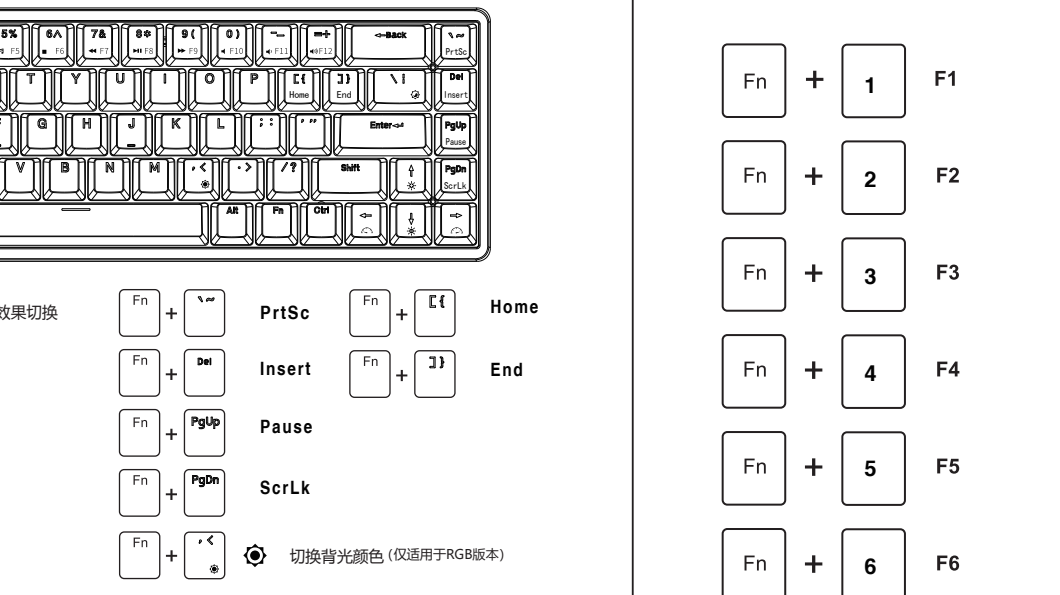 5% 6^ 7& 8* 9( 0) -_ =+ Back `~
F5 F6 F7 F8 F9 F10 F11 F12 PrtSc
T Y U I O P [{ ]} \| Del
Home End Insert
G H J K L ;: '" Enter PgUp
Pause
V B N M ,< .> /? Shift PgDn
ScrLk
Alt Fn Ctrl
效果切换
Fn + `~ PrtSc
Fn + [{ Home
Fn + Del Insert
Fn + ]} End
Fn + PgUp Pause
Fn + PgDn ScrLk
Fn + ,< 切换背光颜色(仅适用于RGB版本)
Fn + 1 F1
Fn + 2 F2
Fn + 3 F3
Fn + 4 F4
Fn + 5 F5
Fn + 6 F6